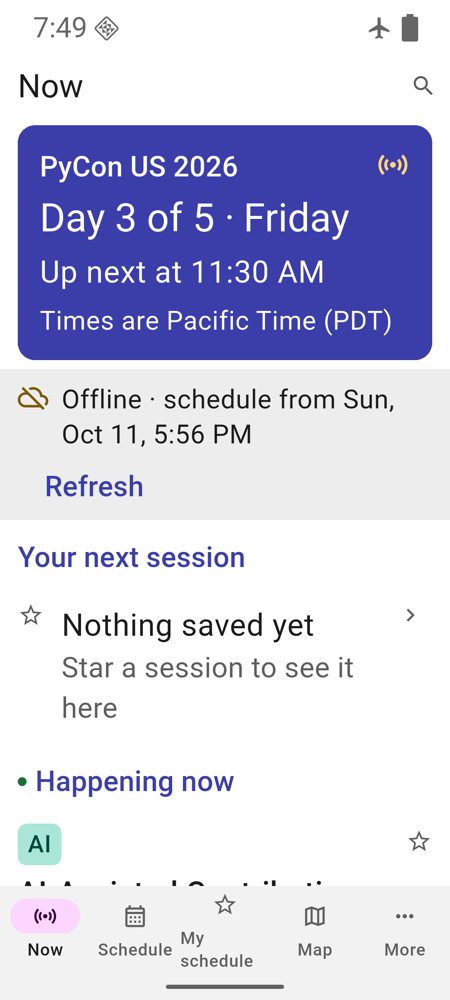 7:49
Now
PyCon US 2026
Day 3 of 5 · Friday
Up next at 11:30 AM
Times are Pacific Time (PDT)
Offline · schedule from Sun,
Oct 11, 5:56 PM
Refresh
Your next session
Nothing saved yet
Star a session to see it
here
Happening now
AI
Now
Schedule
My
schedule
Map
More